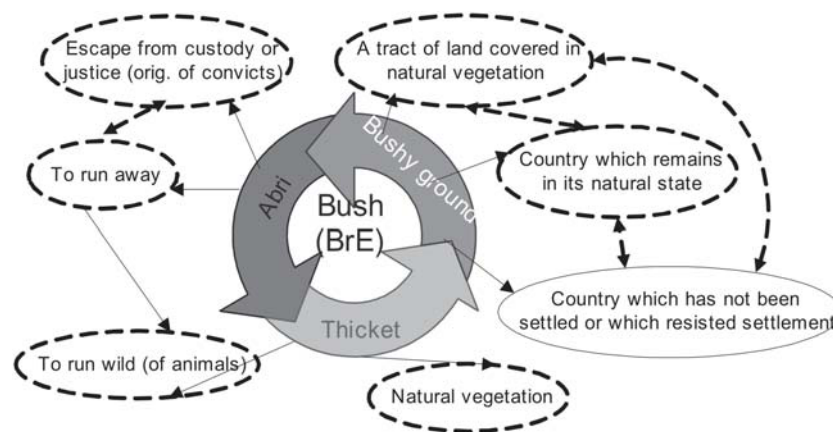 Escape from custody or
justice (orig. of convicts)
A tract of land covered in
natural vegetation
To run away
Abri
Bushy ground
Country which remains
in its natural state
Bush
(BrE)
Thicket
Country which has not been
settled or which resisted settlement
To run wild (of animals)
Natural vegetation